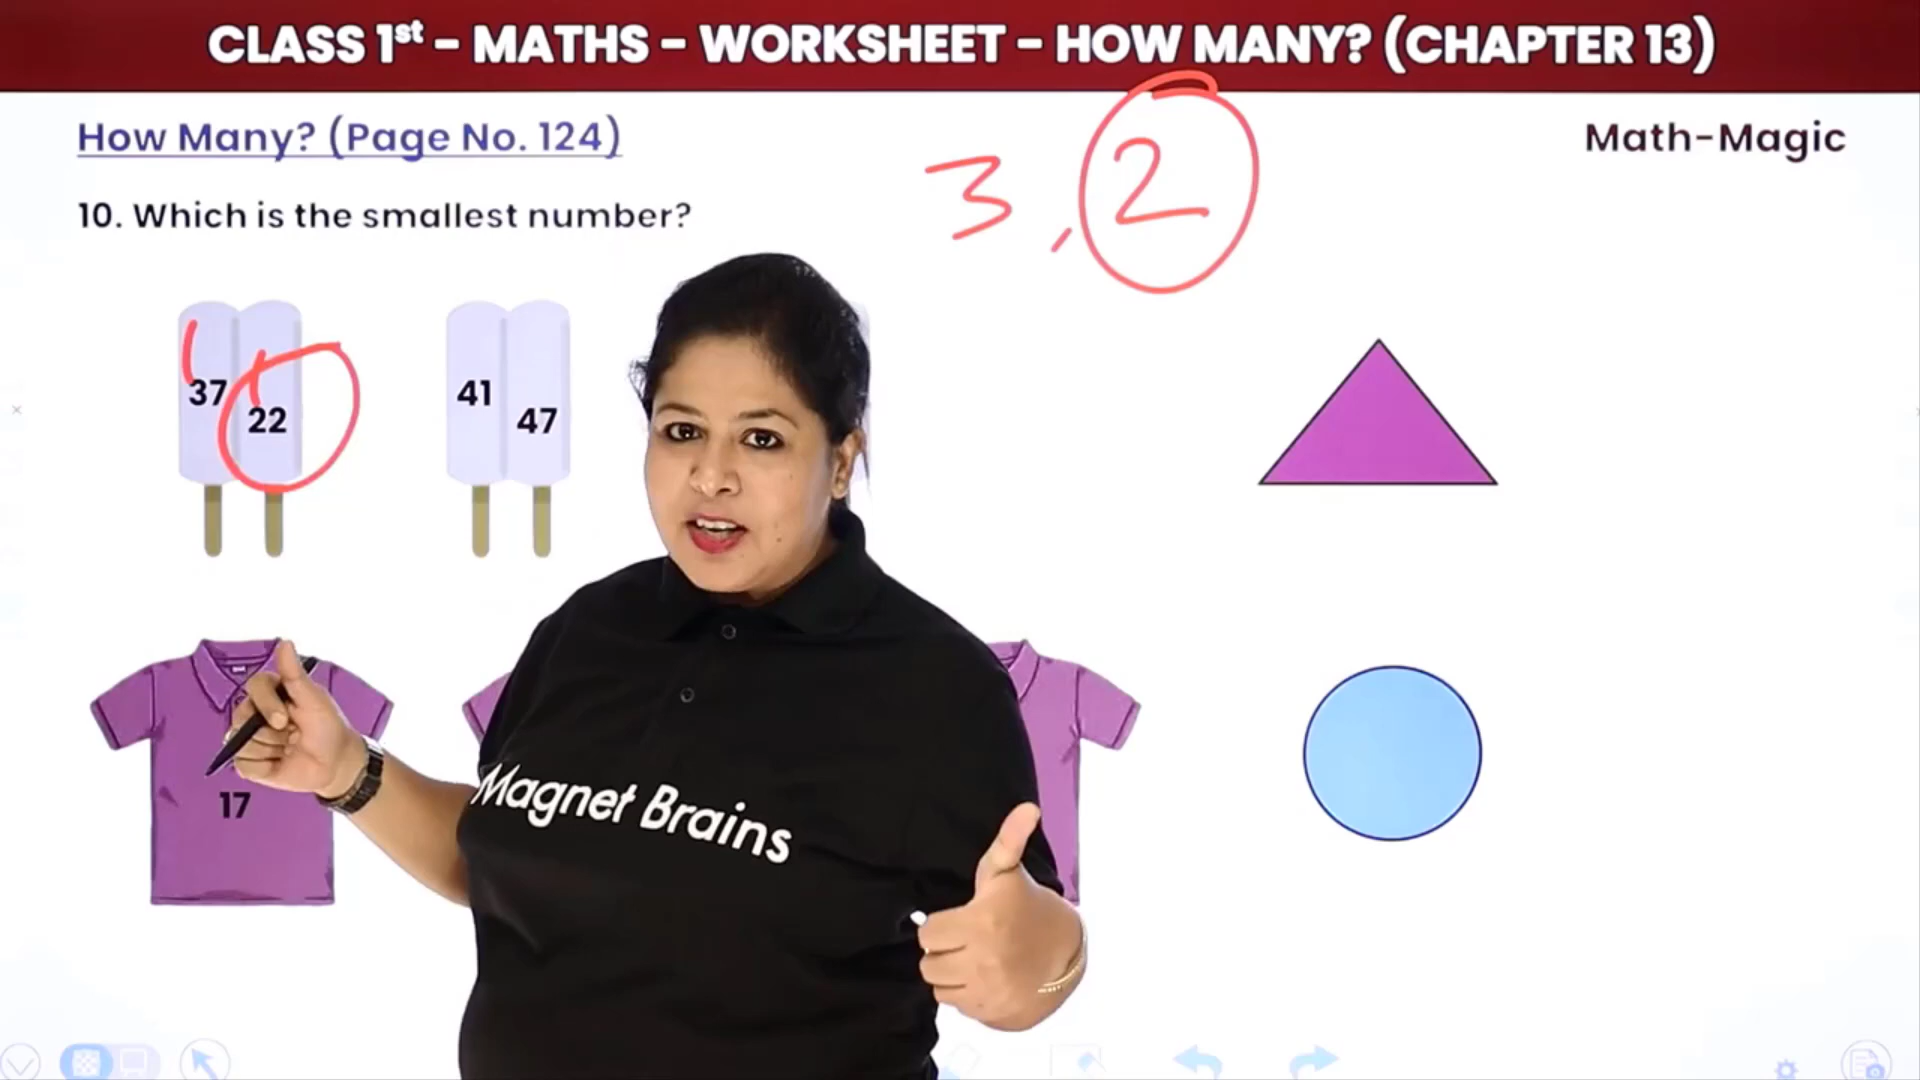 CLASS 1st - MATHS - WORKSHEET - HOW MANY? (CHAPTER 13)
How Many? (Page No. 124)
Math-Magic
3, 2
10. Which is the smallest number?
37
22
41
47
17
Magnet Brains